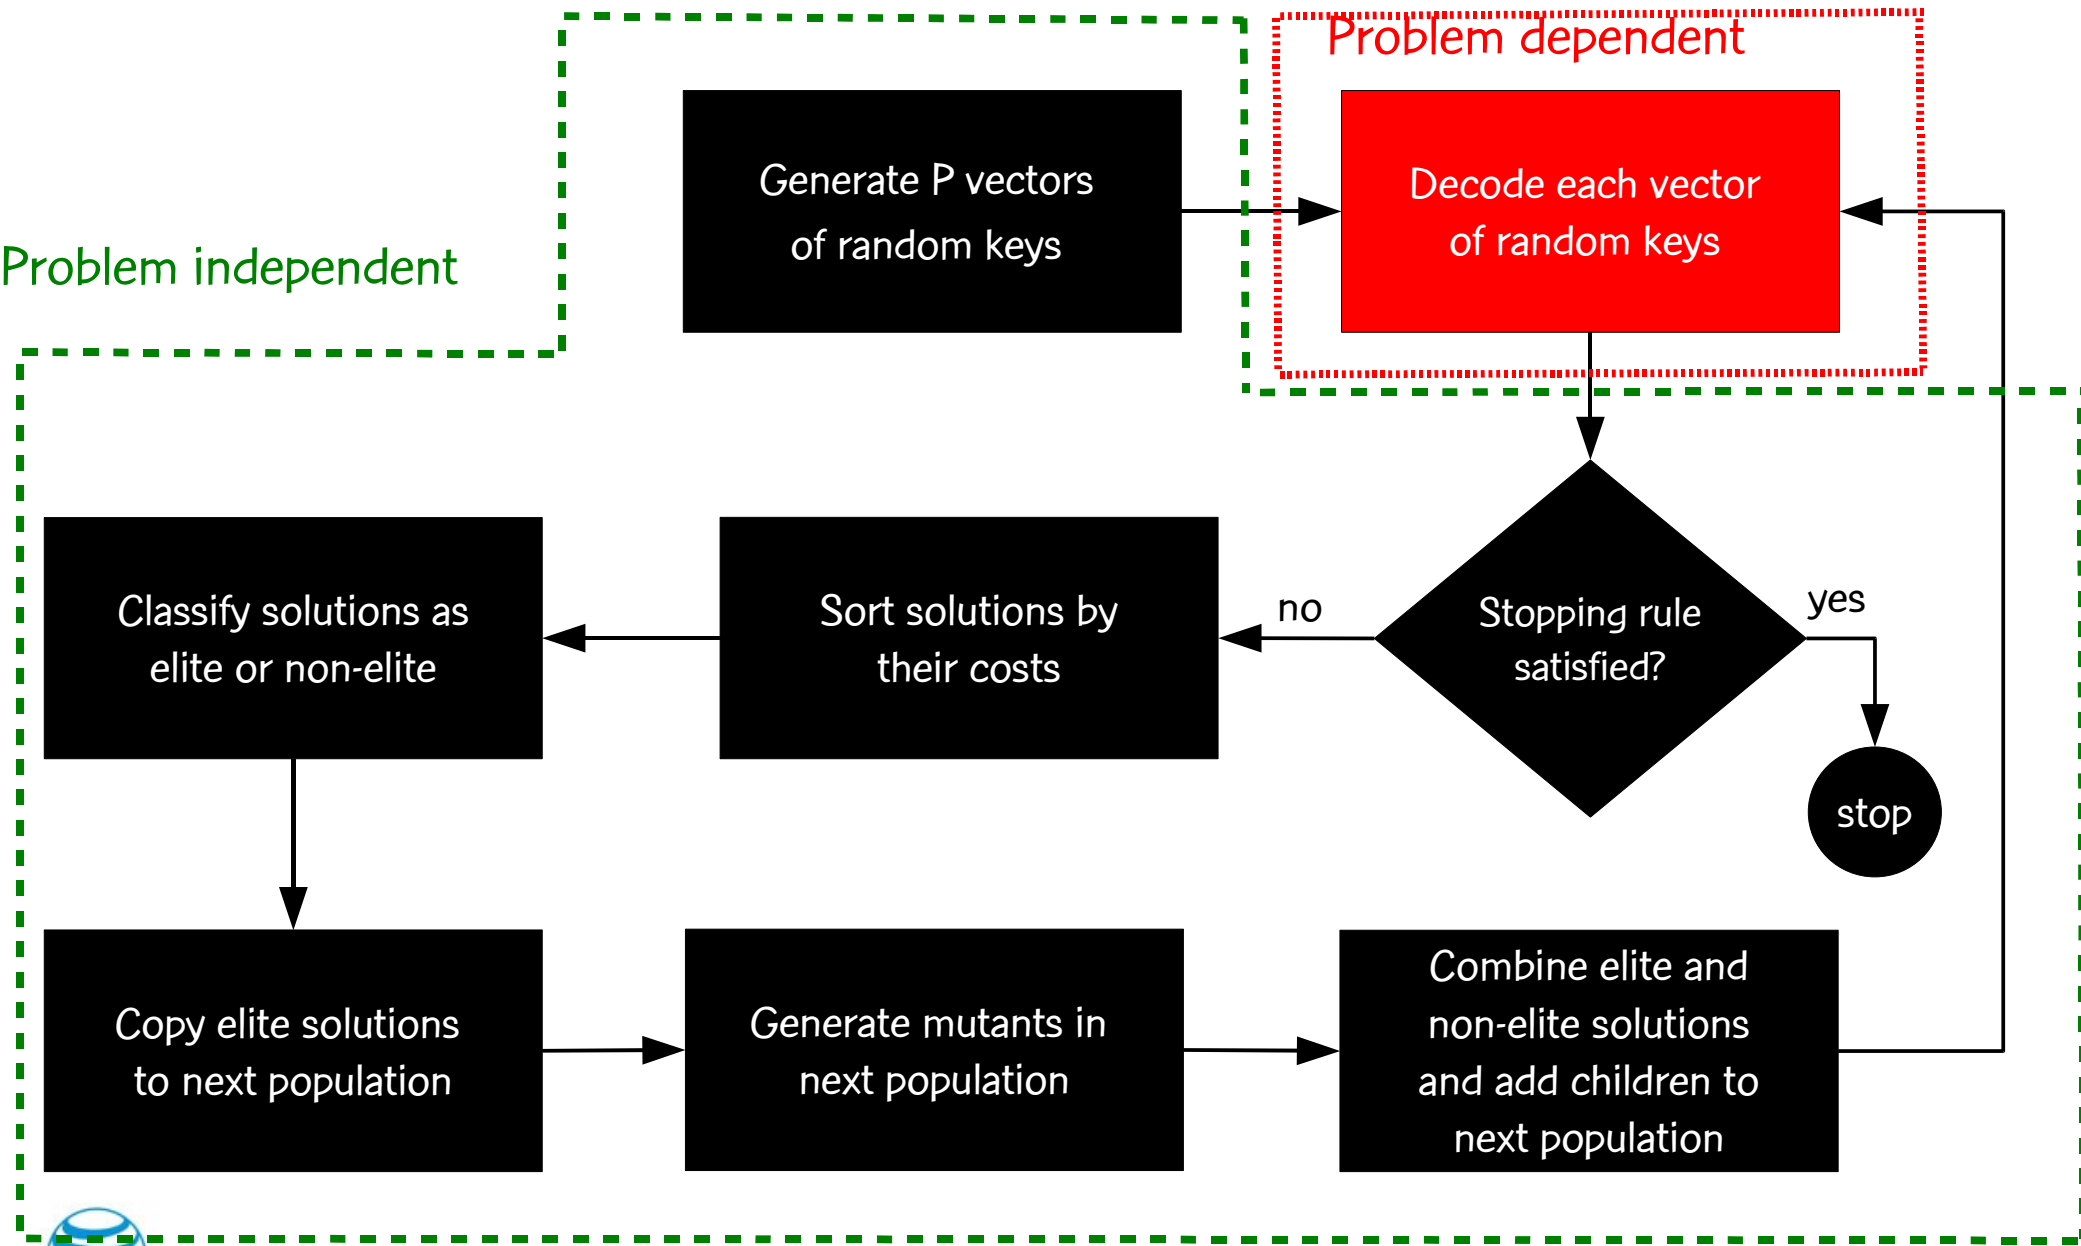 Problem dependent
Generate P vectors
of random keys
Decode each vector
of random keys
Problem independent
Classify solutions as
elite or non-elite
Sort solutions by
their costs
no
Stopping rule
satisfied?
yes
stop
Copy elite solutions
to next population
Generate mutants in
next population
Combine elite and
non-elite solutions
and add children to
next population